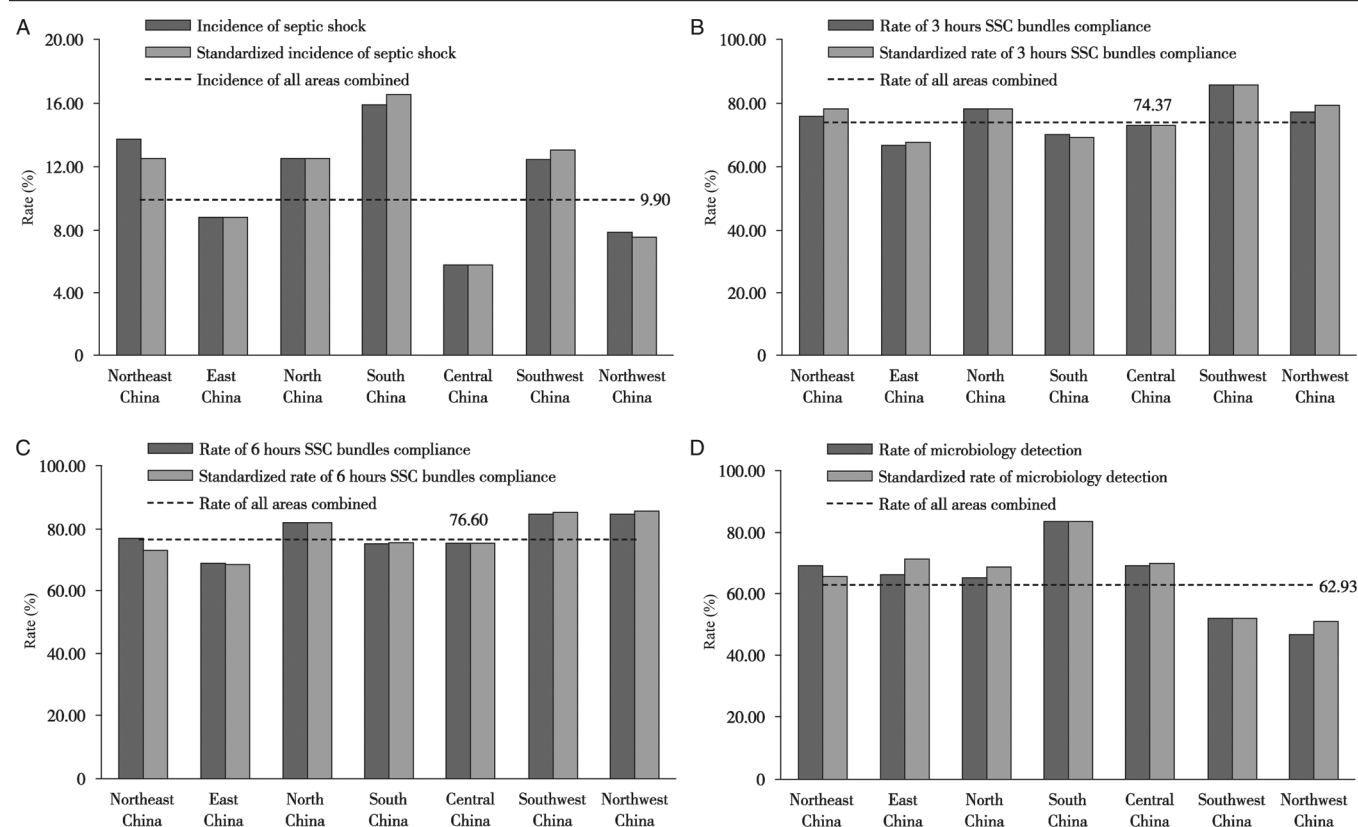 A
Incidence of septic shock
Standardized incidence of septic shock
Incidence of all areas combined
20.00
16.00
12.00
8.00
4.00
0
Rate (%)
9.90
Northeast China
East China
North China
South China
Central China
Southwest China
Northwest China
B
Rate of 3 hours SSC bundles compliance
Standardized rate of 3 hours SSC bundles compliance
Rate of all areas combined
100.00
80.00
60.00
40.00
20.00
0
Rate (%)
74.37
Northeast China
East China
North China
South China
Central China
Southwest China
Northwest China
C
Rate of 6 hours SSC bundles compliance
Standardized rate of 6 hours SSC bundles compliance
Rate of all areas combined
100.00
80.00
60.00
40.00
20.00
0
Rate (%)
76.60
Northeast China
East China
North China
South China
Central China
Southwest China
Northwest China
D
Rate of microbiology detection
Standardized rate of microbiology detection
Rate of all areas combined
100.00
80.00
60.00
40.00
20.00
0
Rate (%)
62.93
Northeast China
East China
North China
South China
Central China
Southwest China
Northwest China